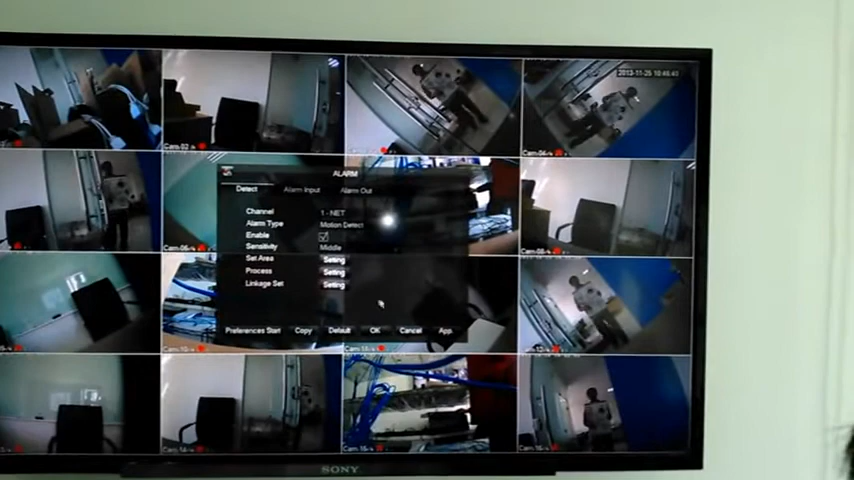 2013-11-25 10:46:41
Cam-02
Cam-04
ALARM
Detect Alarm Input Alarm Out
Channel 1 - NET
Alarm Type Motion Detect
Enable
Sensitivity Middle
Set Area Setting
Process Setting
Linkage Set Setting
Preferences Start Copy Default OK Cancel App.
Cam-06
Cam-08
Cam-10
Cam-14
Cam-16
SONY